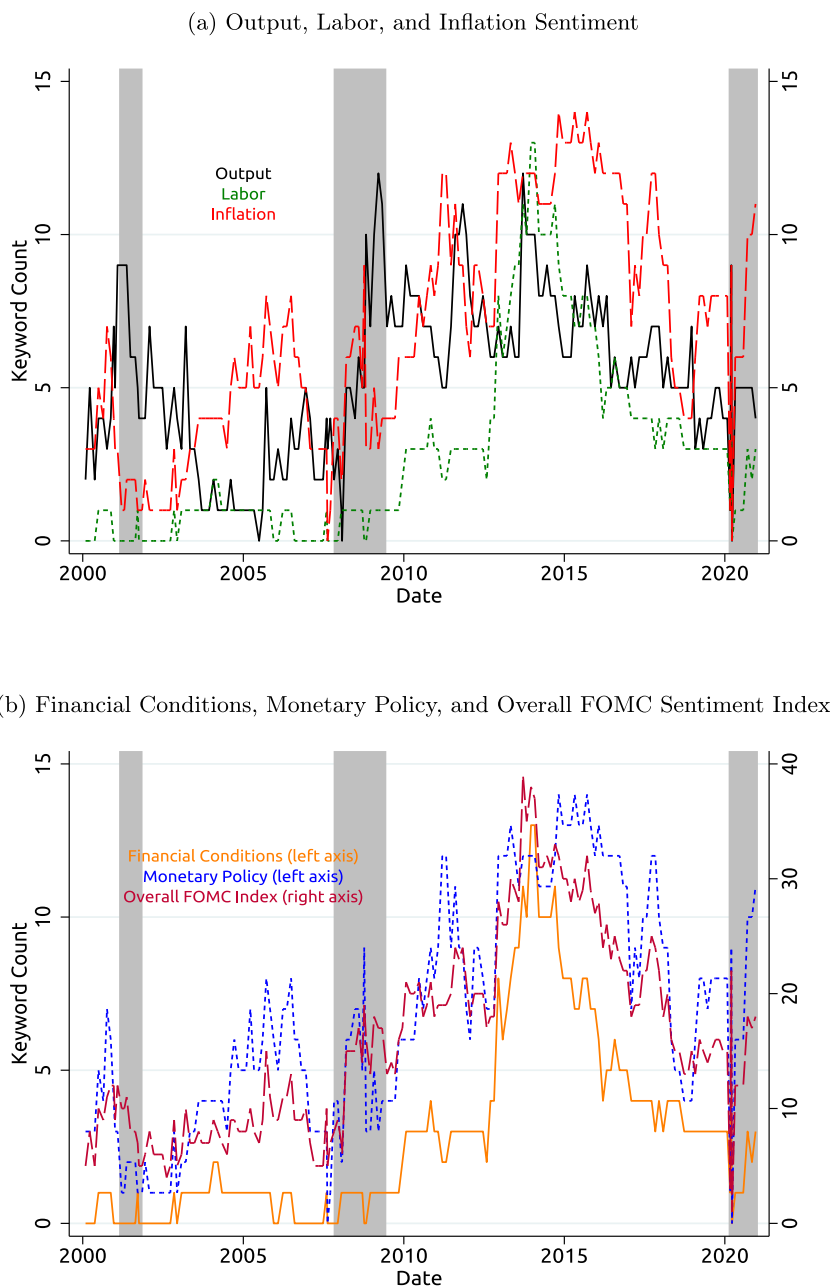 (a) Output, Labor, and Inflation Sentiment
15
15
Output
Labor
Inflation
10
10
Keyword Count
5
5
0
0
2000
2005
2010
2015
2020
Date
b) Financial Conditions, Monetary Policy, and Overall FOMC Sentiment Index
15
40
Financial Conditions (left axis)
Monetary Policy (left axis)
Overall FOMC Index (right axis)
30
10
Keyword Count
20
5
10
0
0
2000
2005
2010
2015
2020
Date